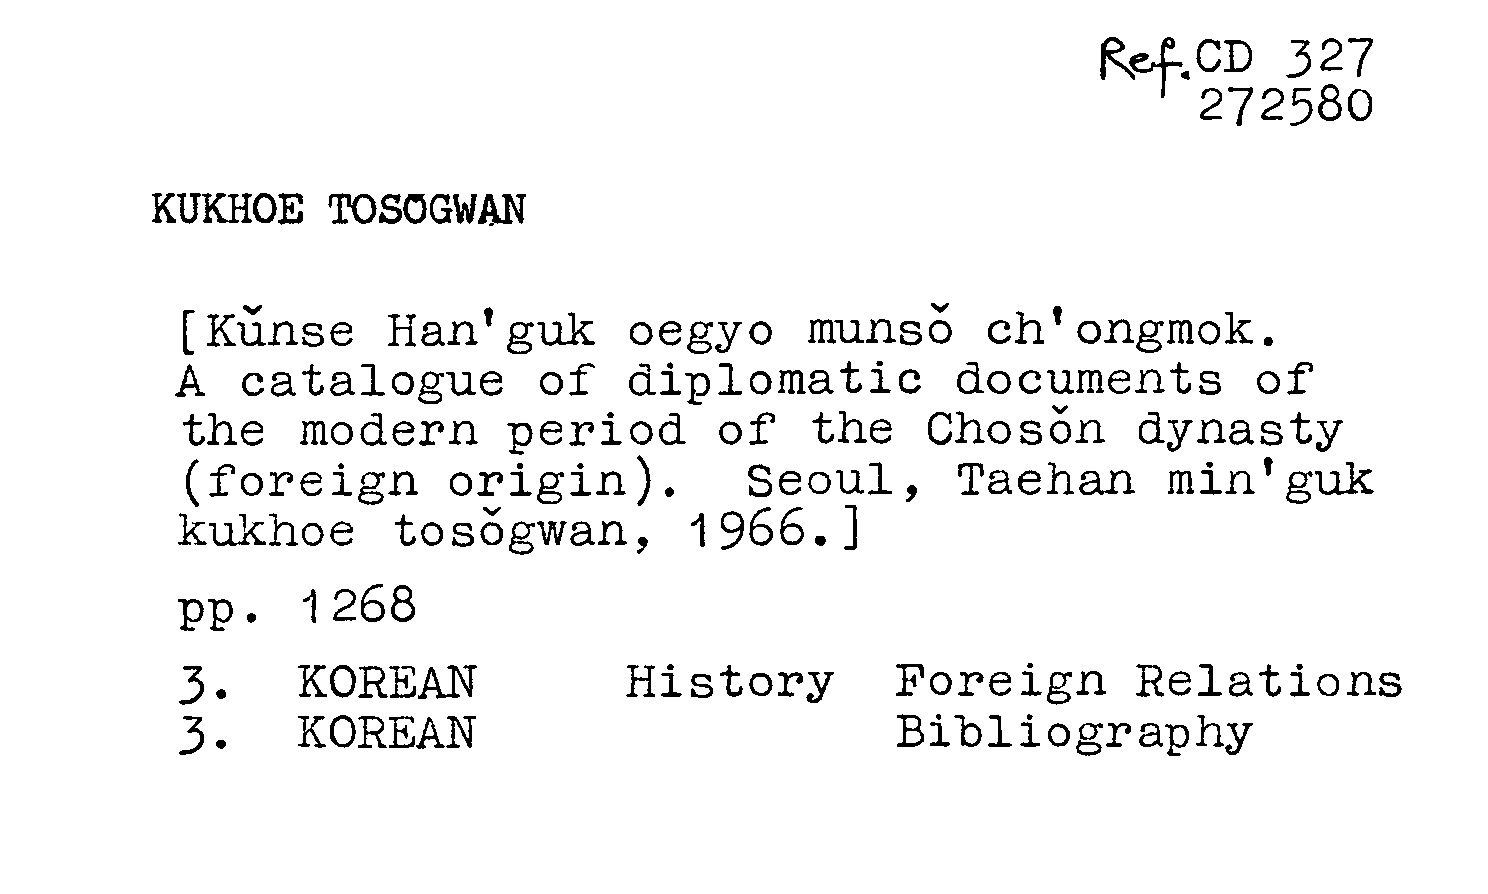 Ref. CD 327
272580
KUKHOE TOSŎGWAN
[Kŭnse Han'guk oegyo munsŏ ch'ongmok.
A catalogue of diplomatic documents of
the modern period of the Chosŏn dynasty
(foreign origin). Seoul, Taehan min'guk
kukhoe tosŏgwan, 1966.]
pp. 1268
3. KOREAN History Foreign Relations
3. KOREAN Bibliography